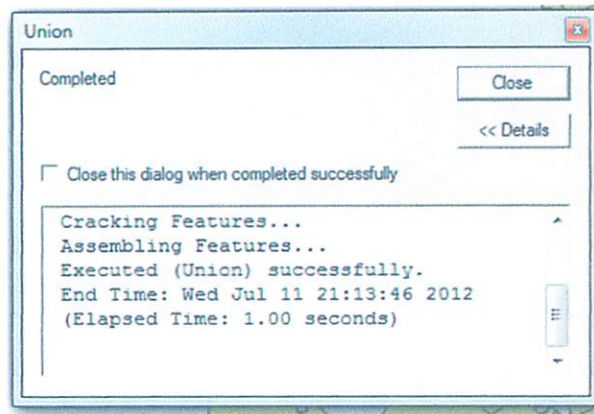 Union
Completed
Close
<< Details
Close this dialog when completed successfully
Cracking Features...
Assembling Features...
Executed (Union) successfully.
End Time: Wed Jul 11 21:13:46 2012
(Elapsed Time: 1.00 seconds)